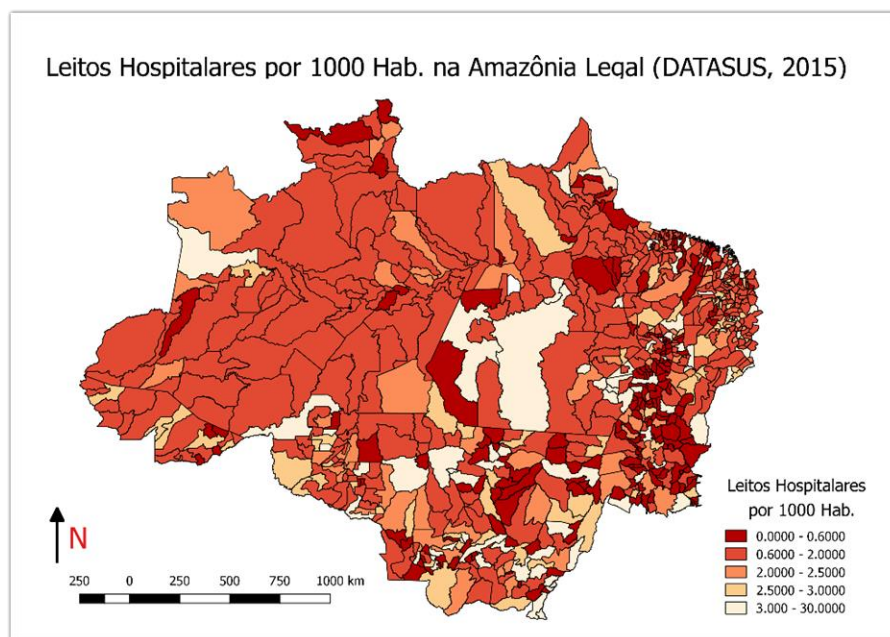 Leitos Hospitalares por 1000 Hab. na Amazônia Legal (DATASUS, 2015)
N
250 0 250 500 750 1000 km
Leitos Hospitalares
por 1000 Hab.
0.0000 - 0.6000
0.6000 - 2.0000
2.0000 - 2.5000
2.5000 - 3.0000
3.000 - 30.0000